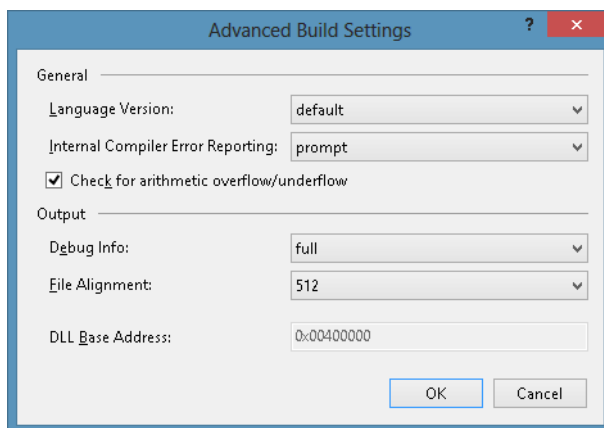 Advanced Build Settings ?
General
Language Version: default
Internal Compiler Error Reporting: prompt
Check for arithmetic overflow/underflow
Output
Debug Info: full
File Alignment: 512
DLL Base Address: 0x00400000
OK Cancel